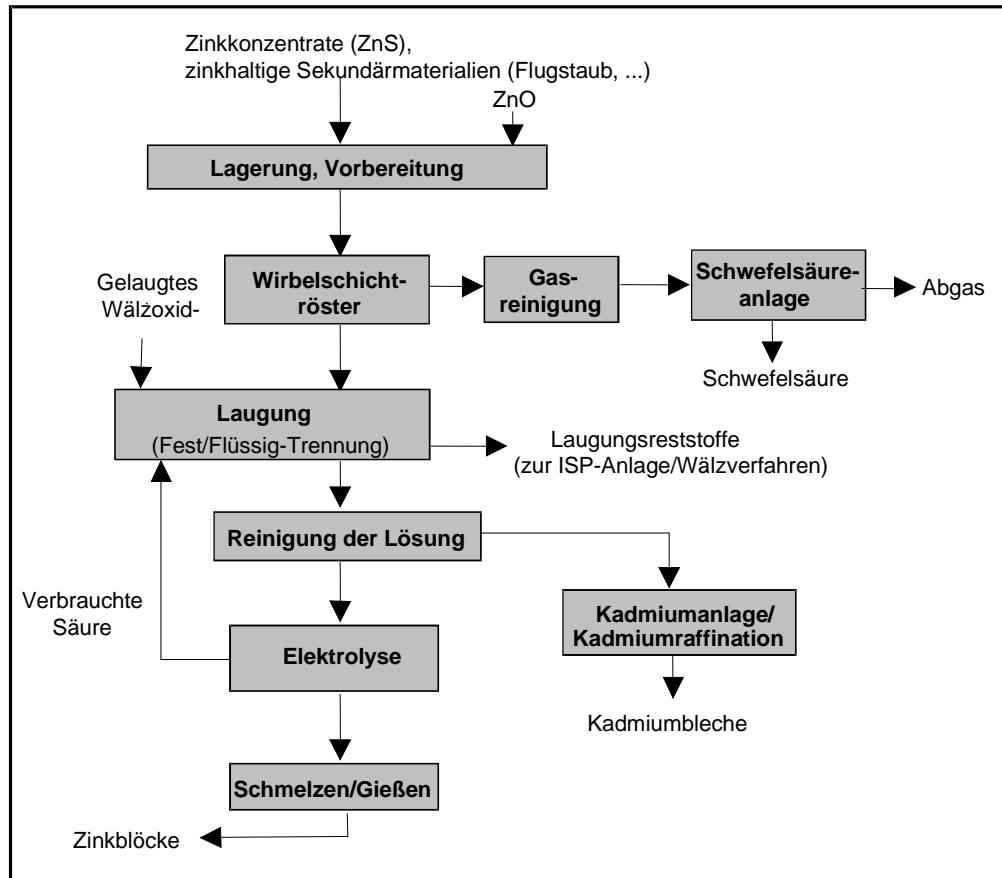 Zinkkonzentrate (ZnS),
zinkhaltige Sekundärmaterialien (Flugstaub, ...)
ZnO
Lagerung, Vorbereitung
Gelaugtes
Wälzoxid-
Wirbelschicht-
röster
Gas-
reinigung
Schwefelsäure-
anlage
Abgas
Schwefelsäure
Laugung
(Fest/Flüssig-Trennung)
Laugungsreststoffe
(zur ISP-Anlage/Wälzverfahren)
Reinigung der Lösung
Verbrauchte
Säure
Elektrolyse
Kadmiumanlage/
Kadmiumraffination
Kadmiumbleche
Schmelzen/Gießen
Zinkblöcke